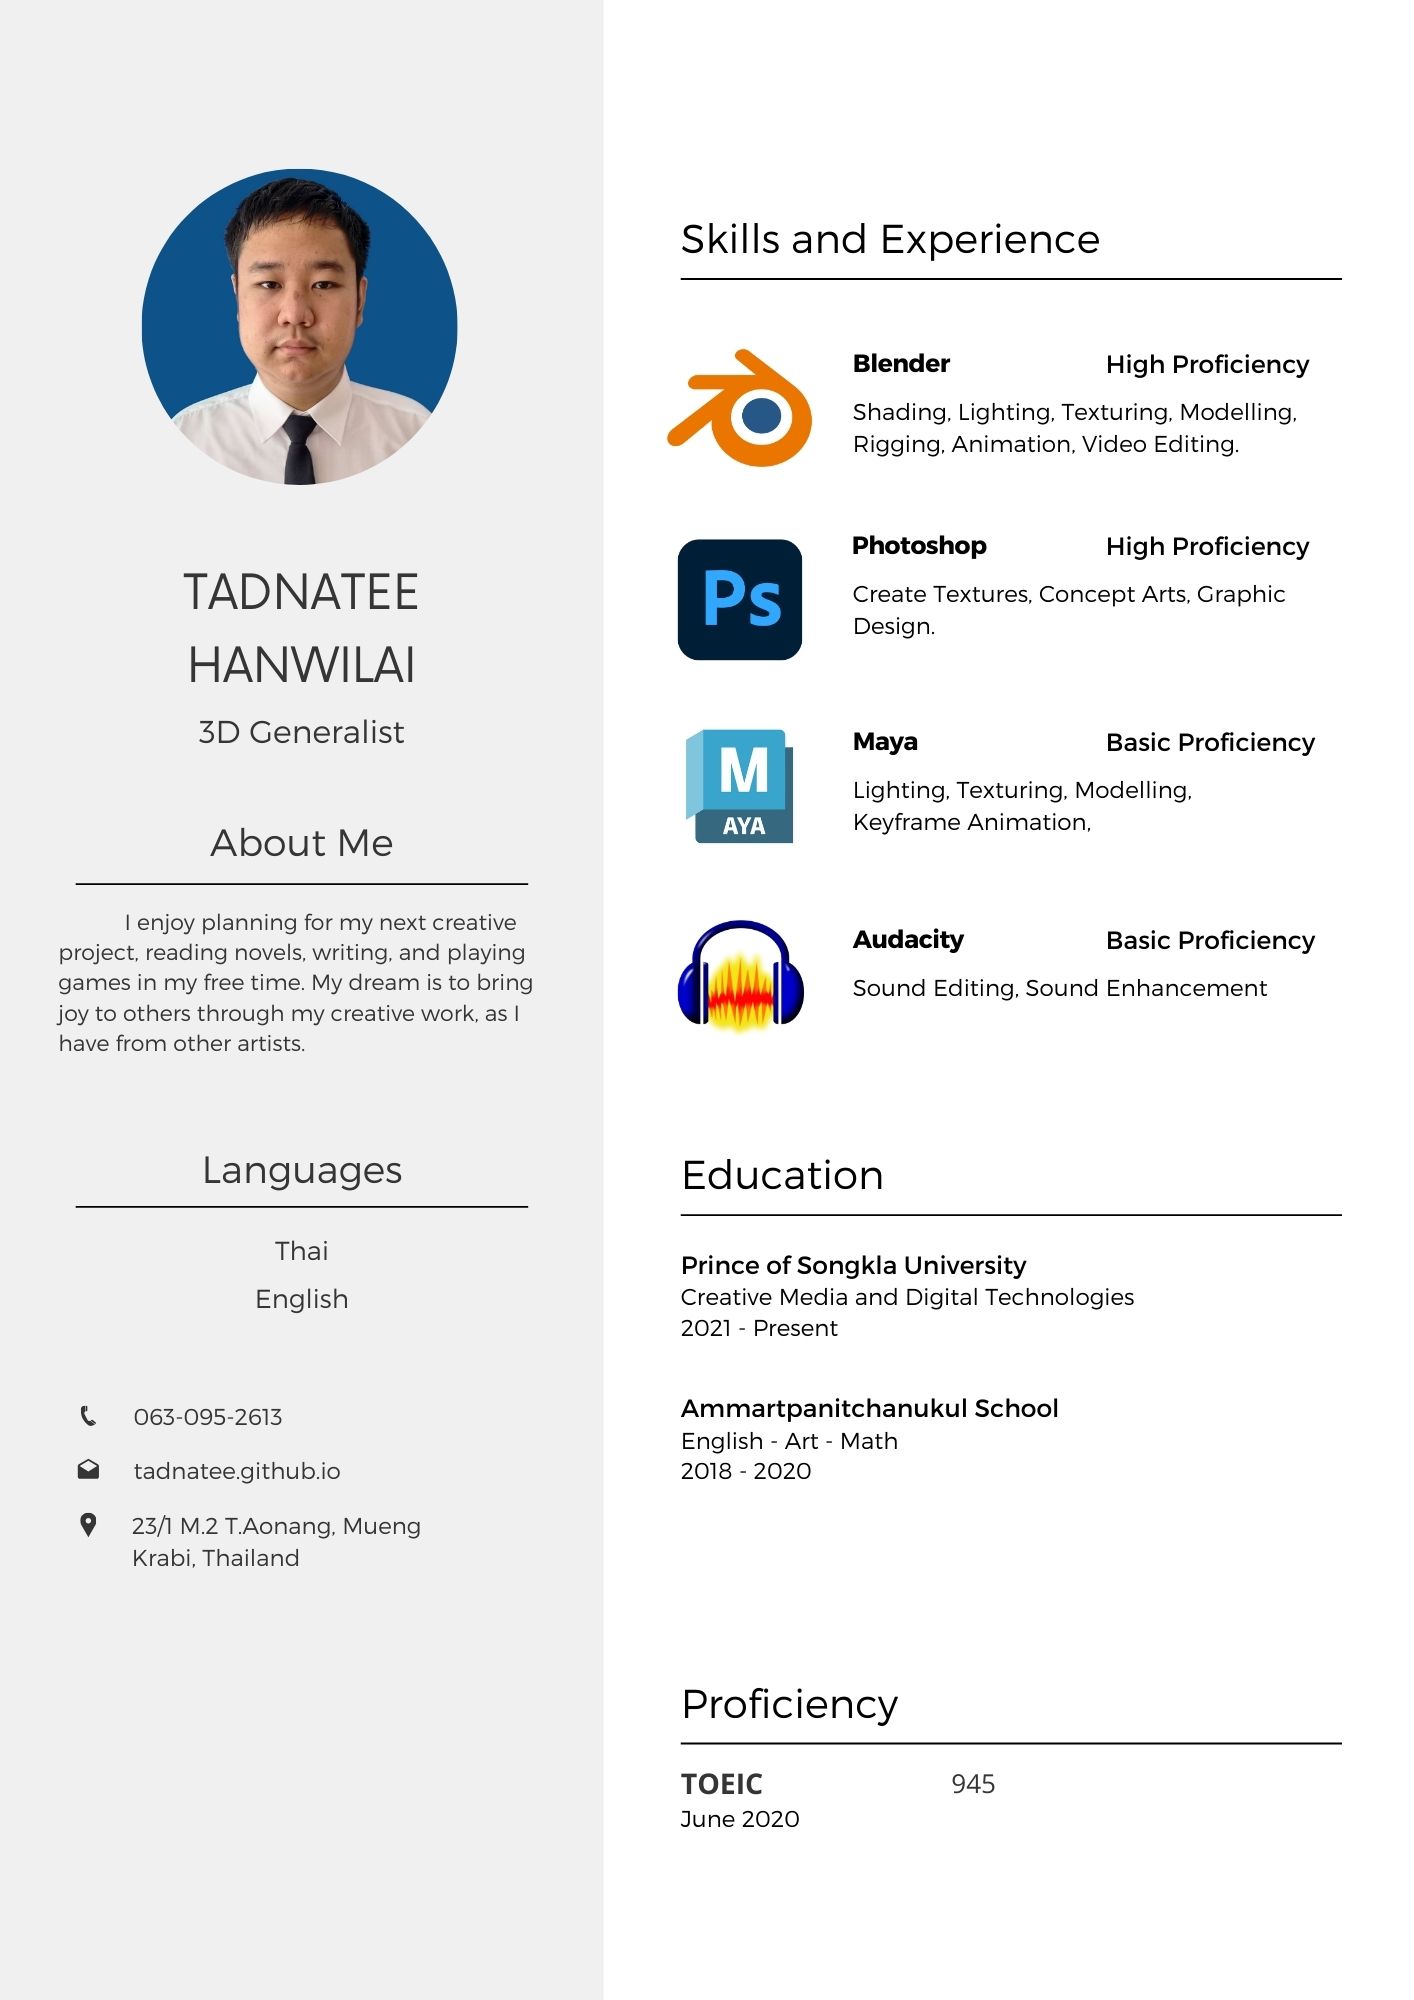 TADNATEE
HANWILAI
3D Generalist
About Me
I enjoy planning for my next creative
project, reading novels, writing, and playing
games in my free time. My dream is to bring
joy to others through my creative work, as I
have from other artists.
Languages
Thai
English
063-095-2613
tadnatee.github.io
23/1 M.2 T.Aonang, Mueng
Krabi, Thailand
Skills and Experience
Blender High Proficiency
Shading, Lighting, Texturing, Modelling,
Rigging, Animation, Video Editing.
Ps
Photoshop High Proficiency
Create Textures, Concept Arts, Graphic
Design.
M
AYA
Maya Basic Proficiency
Lighting, Texturing, Modelling,
Keyframe Animation,
Audacity Basic Proficiency
Sound Editing, Sound Enhancement
Education
Prince of Songkla University
Creative Media and Digital Technologies
2021 - Present
Ammartpanitchanukul School
English - Art - Math
2018 - 2020
Proficiency
TOEIC 945
June 2020